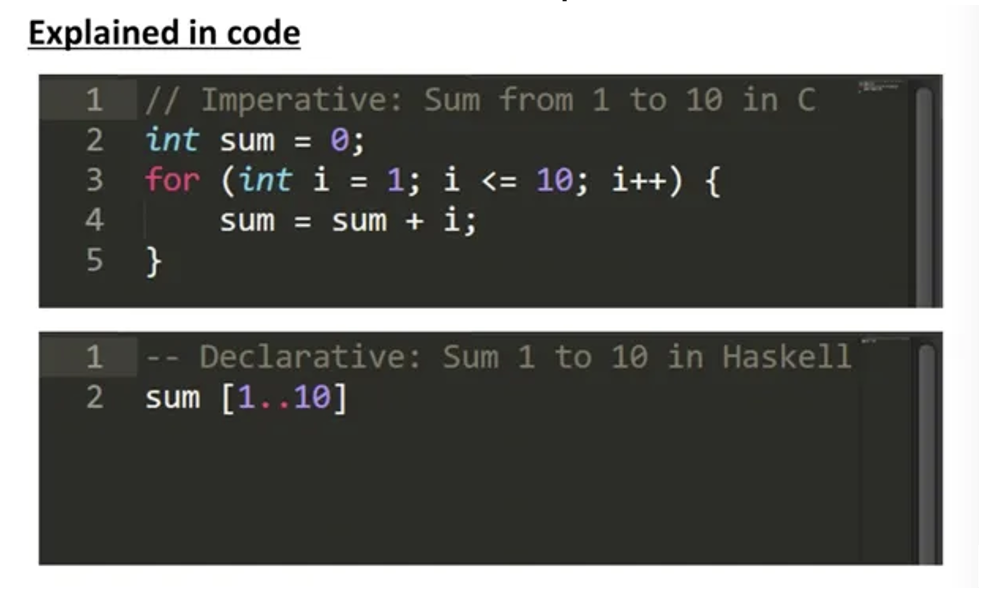 Explained in code
1 // Imperative: Sum from 1 to 10 in C
2 int sum = 0;
3 for (int i = 1; i <= 10; i++) {
4     sum = sum + i;
5 }
1 -- Declarative: Sum 1 to 10 in Haskell
2 sum [1..10]